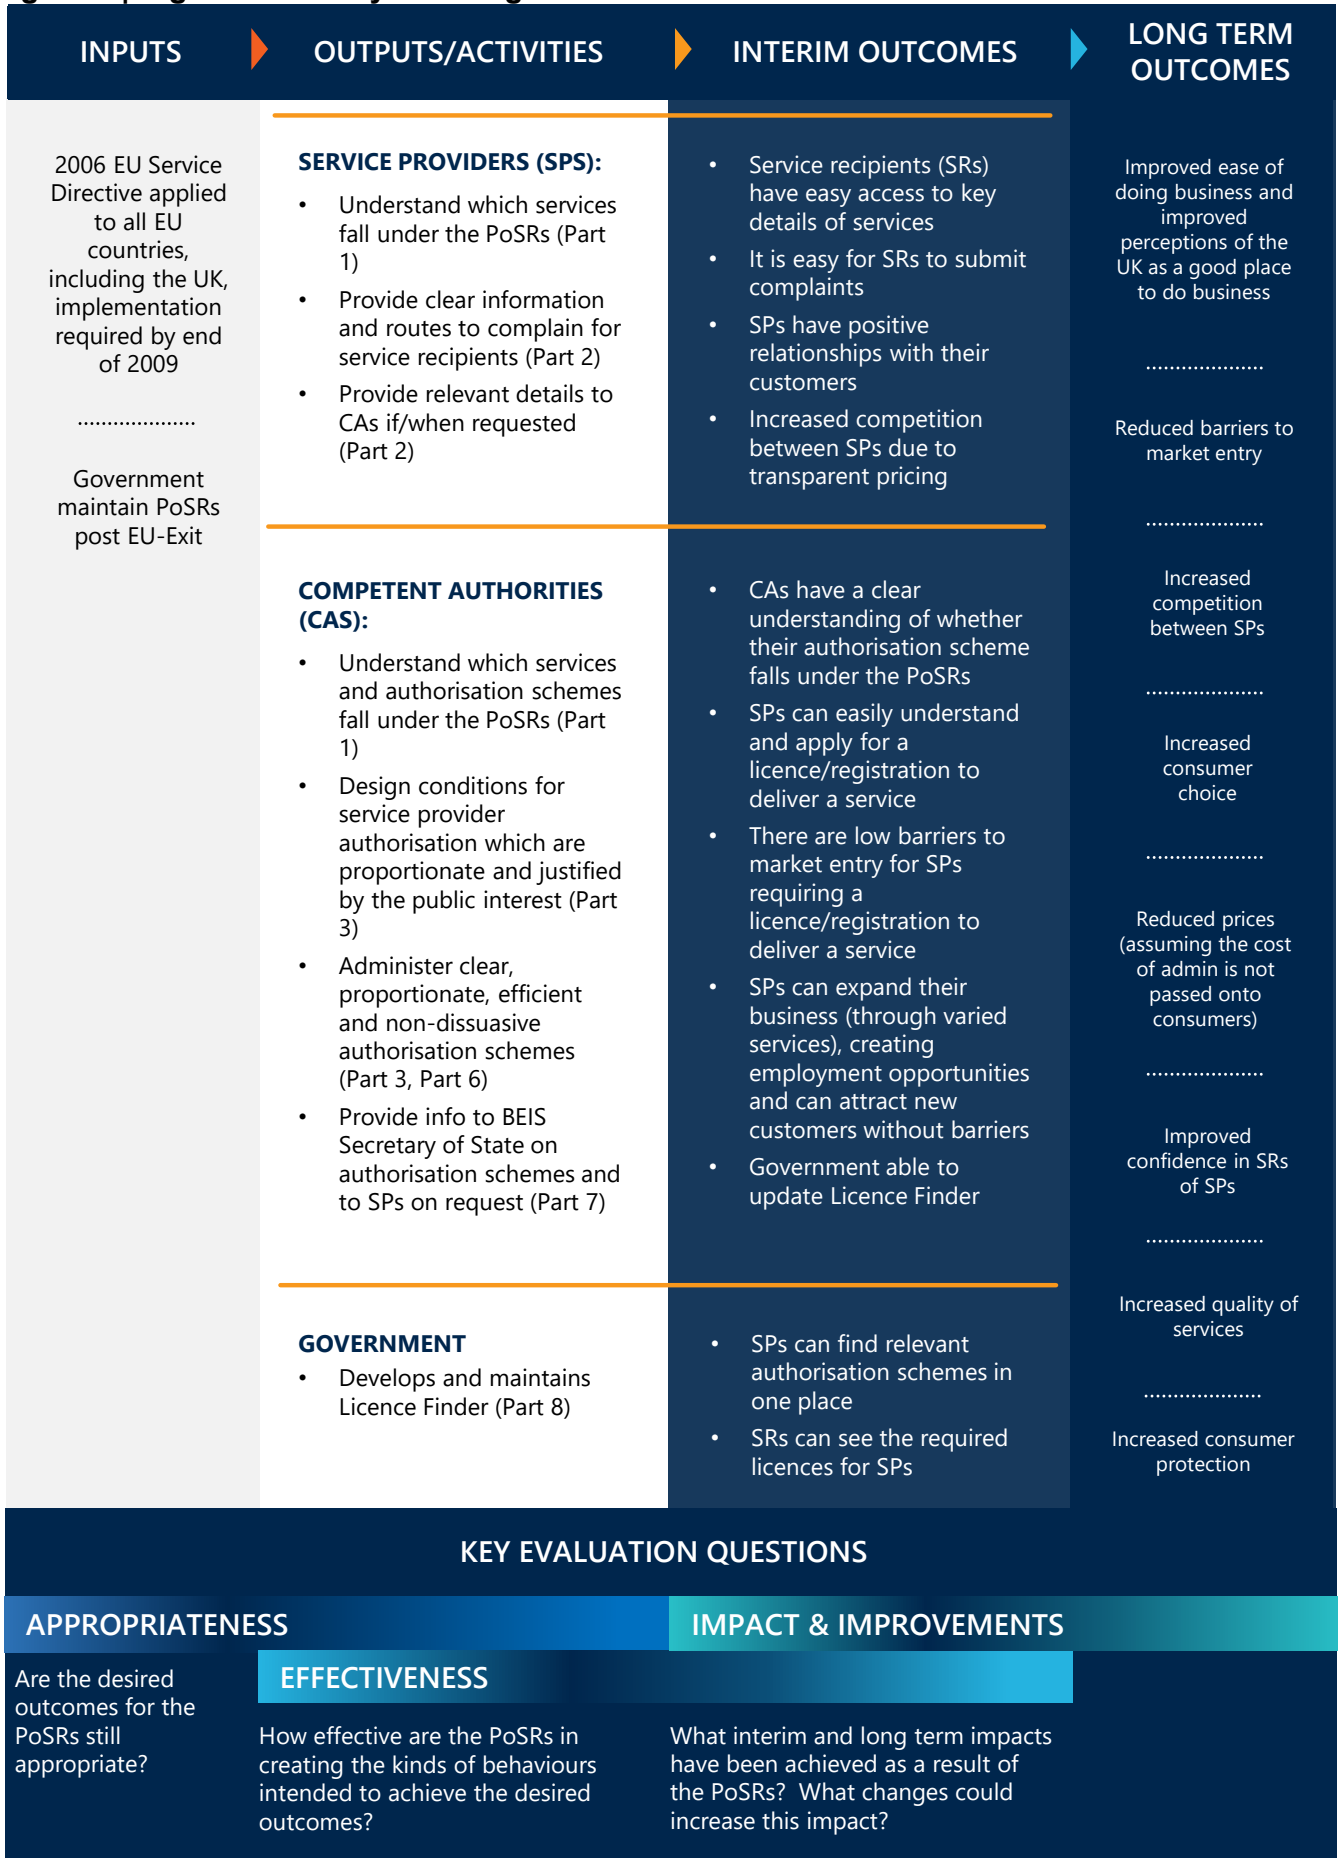 INPUTS
OUTPUTS/ACTIVITIES
INTERIM OUTCOMES
LONG TERM
OUTCOMES
2006 EU Service
Directive applied
to all EU
countries,
including the UK,
implementation
required by end
of 2009
....................
Government
maintain PoSRs
post EU-Exit
SERVICE PROVIDERS (SPS):
• Understand which services
fall under the PoSRs (Part
1)
• Provide clear information
and routes to complain for
service recipients (Part 2)
• Provide relevant details to
CAs if/when requested
(Part 2)
• Service recipients (SRs)
have easy access to key
details of services
• It is easy for SRs to submit
complaints
• SPs have positive
relationships with their
customers
• Increased competition
between SPs due to
transparent pricing
COMPETENT AUTHORITIES
(CAS):
• Understand which services
and authorisation schemes
fall under the PoSRs (Part
1)
• Design conditions for
service provider
authorisation which are
proportionate and justified
by the public interest (Part
3)
• Administer clear,
proportionate, efficient
and non-dissuasive
authorisation schemes
(Part 3, Part 6)
• Provide info to BEIS
Secretary of State on
authorisation schemes and
to SPs on request (Part 7)
• CAs have a clear
understanding of whether
their authorisation scheme
falls under the PoSRs
• SPs can easily understand
and apply for a
licence/registration to
deliver a service
• There are low barriers to
market entry for SPs
requiring a
licence/registration to
deliver a service
• SPs can expand their
business (through varied
services), creating
employment opportunities
and can attract new
customers without barriers
• Government able to
update Licence Finder
GOVERNMENT
• Develops and maintains
Licence Finder (Part 8)
• SPs can find relevant
authorisation schemes in
one place
• SRs can see the required
licences for SPs
Improved ease of
doing business and
improved
perceptions of the
UK as a good place
to do business
....................
Reduced barriers to
market entry
....................
Increased
competition
between SPs
....................
Increased
consumer
choice
....................
Reduced prices
(assuming the cost
of admin is not
passed onto
consumers)
....................
Improved
confidence in SRs
of SPs
....................
Increased quality of
services
....................
Increased consumer
protection
KEY EVALUATION QUESTIONS
APPROPRIATENESS
Are the desired
outcomes for the
PoSRs still
appropriate?
EFFECTIVENESS
How effective are the PoSRs in
creating the kinds of behaviours
intended to achieve the desired
outcomes?
IMPACT & IMPROVEMENTS
What interim and long term impacts
have been achieved as a result of
the PoSRs? What changes could
increase this impact?